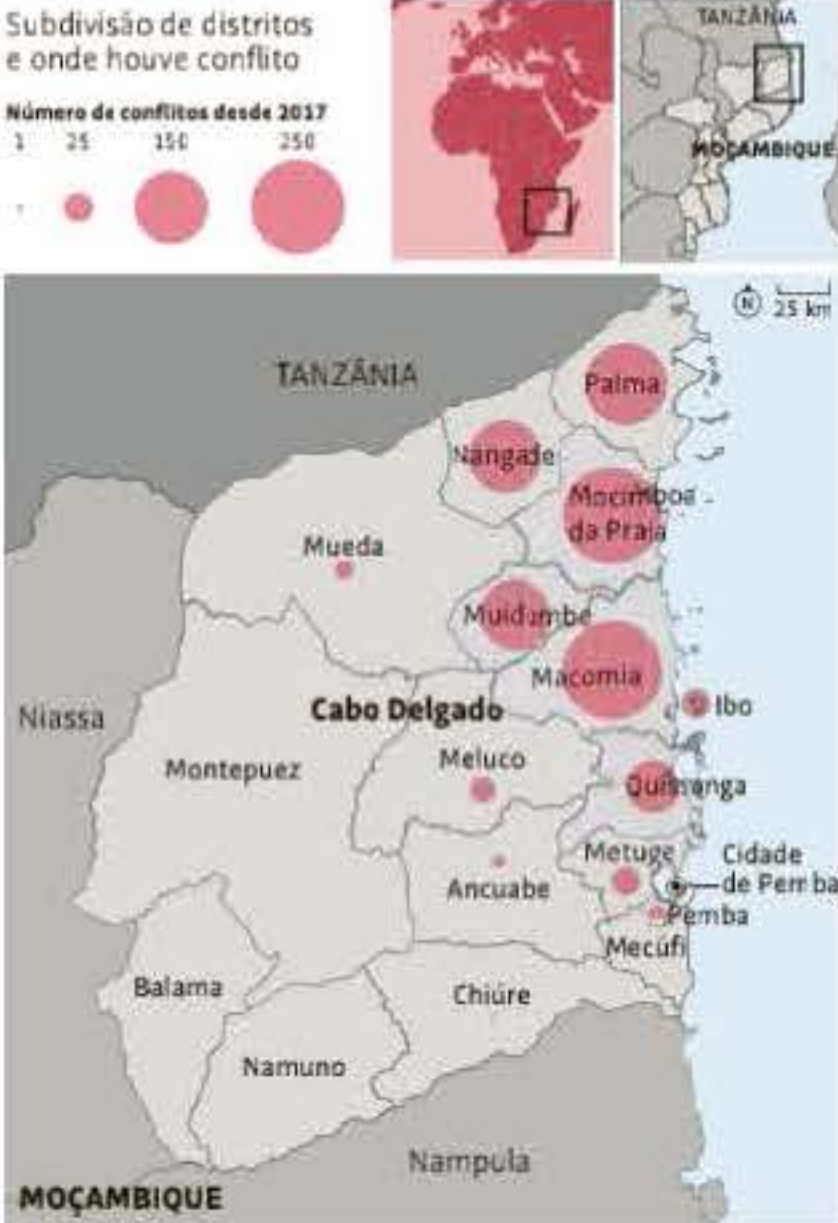 Subdivisão de distritos
e onde houve conflito
Número de conflitos desde 2017
1 25 150 250
TANZÂNIA
MOÇAMBIQUE
N
25 km
TANZÂNIA
Palma
Nangade
Mocímboa
da Praia
Mueda
Muidumbe
Macomia
Cabo Delgado
Ibo
Niassa
Montepuez
Meluco
Quissanga
Metuge
Cidade
de Pemba
Ancuabe
Pemba
Mecúfi
Balama
Chiúre
Namuno
Nampula
MOÇAMBIQUE